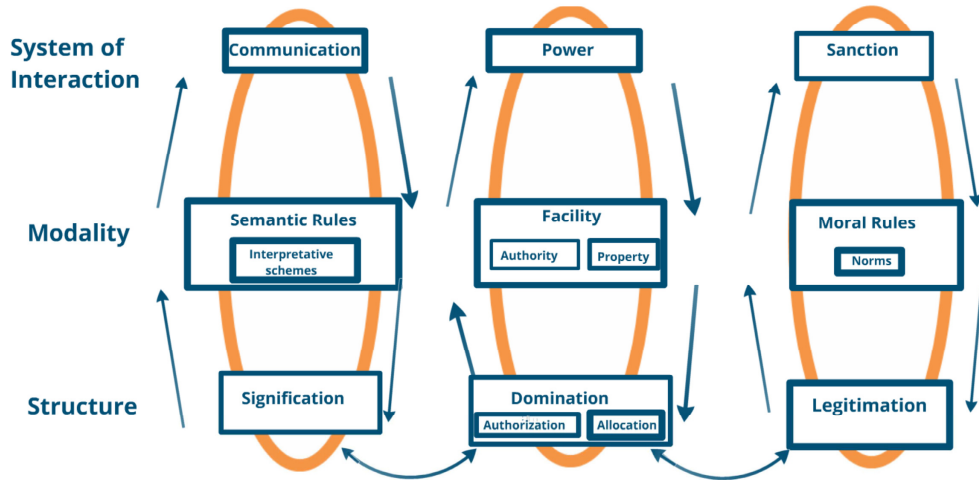 System of
Interaction
Communication
Power
Sanction
Modality
Semantic Rules
Interpretative
schemes
Facility
Authority
Property
Moral Rules
Norms
Structure
Signification
Domination
Authorization
Allocation
Legitimation